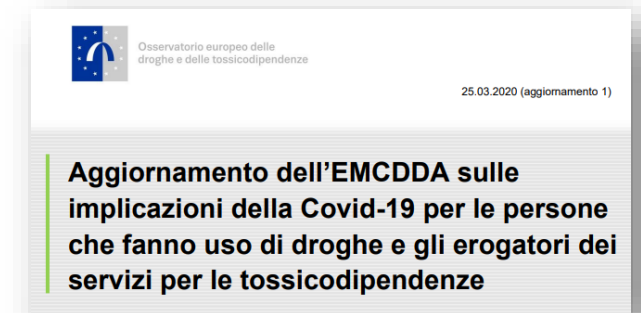 Osservatorio europeo delle
droghe e delle tossicodipendenze
25.03.2020 (aggiornamento 1)
Aggiornamento dell'EMCDDA sulle
implicazioni della Covid-19 per le persone
che fanno uso di droghe e gli erogatori dei
servizi per le tossicodipendenze